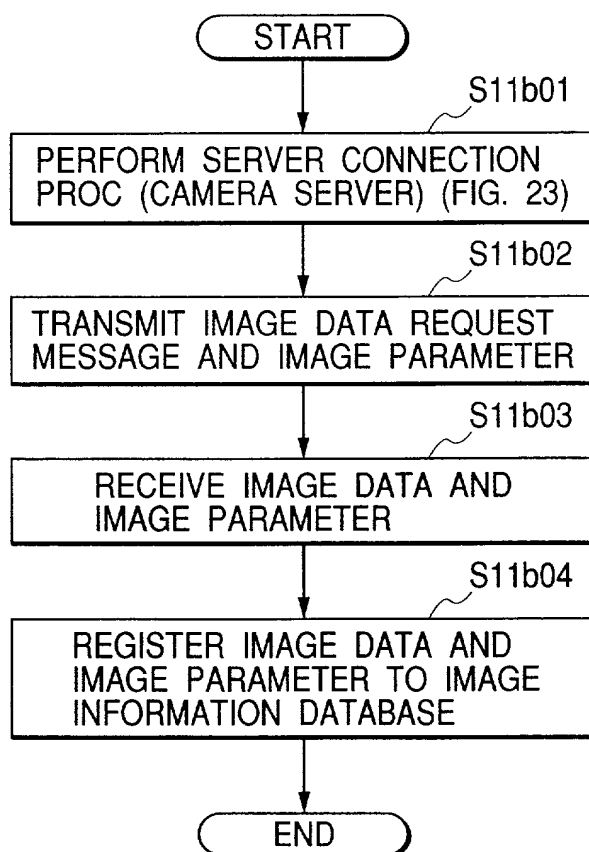 START
S11b01
PERFORM SERVER CONNECTION
PROC (CAMERA SERVER) (FIG. 23)
S11b02
TRANSMIT IMAGE DATA REQUEST
MESSAGE AND IMAGE PARAMETER
S11b03
RECEIVE IMAGE DATA AND
IMAGE PARAMETER
S11b04
REGISTER IMAGE DATA AND
IMAGE PARAMETER TO IMAGE
INFORMATION DATABASE
END